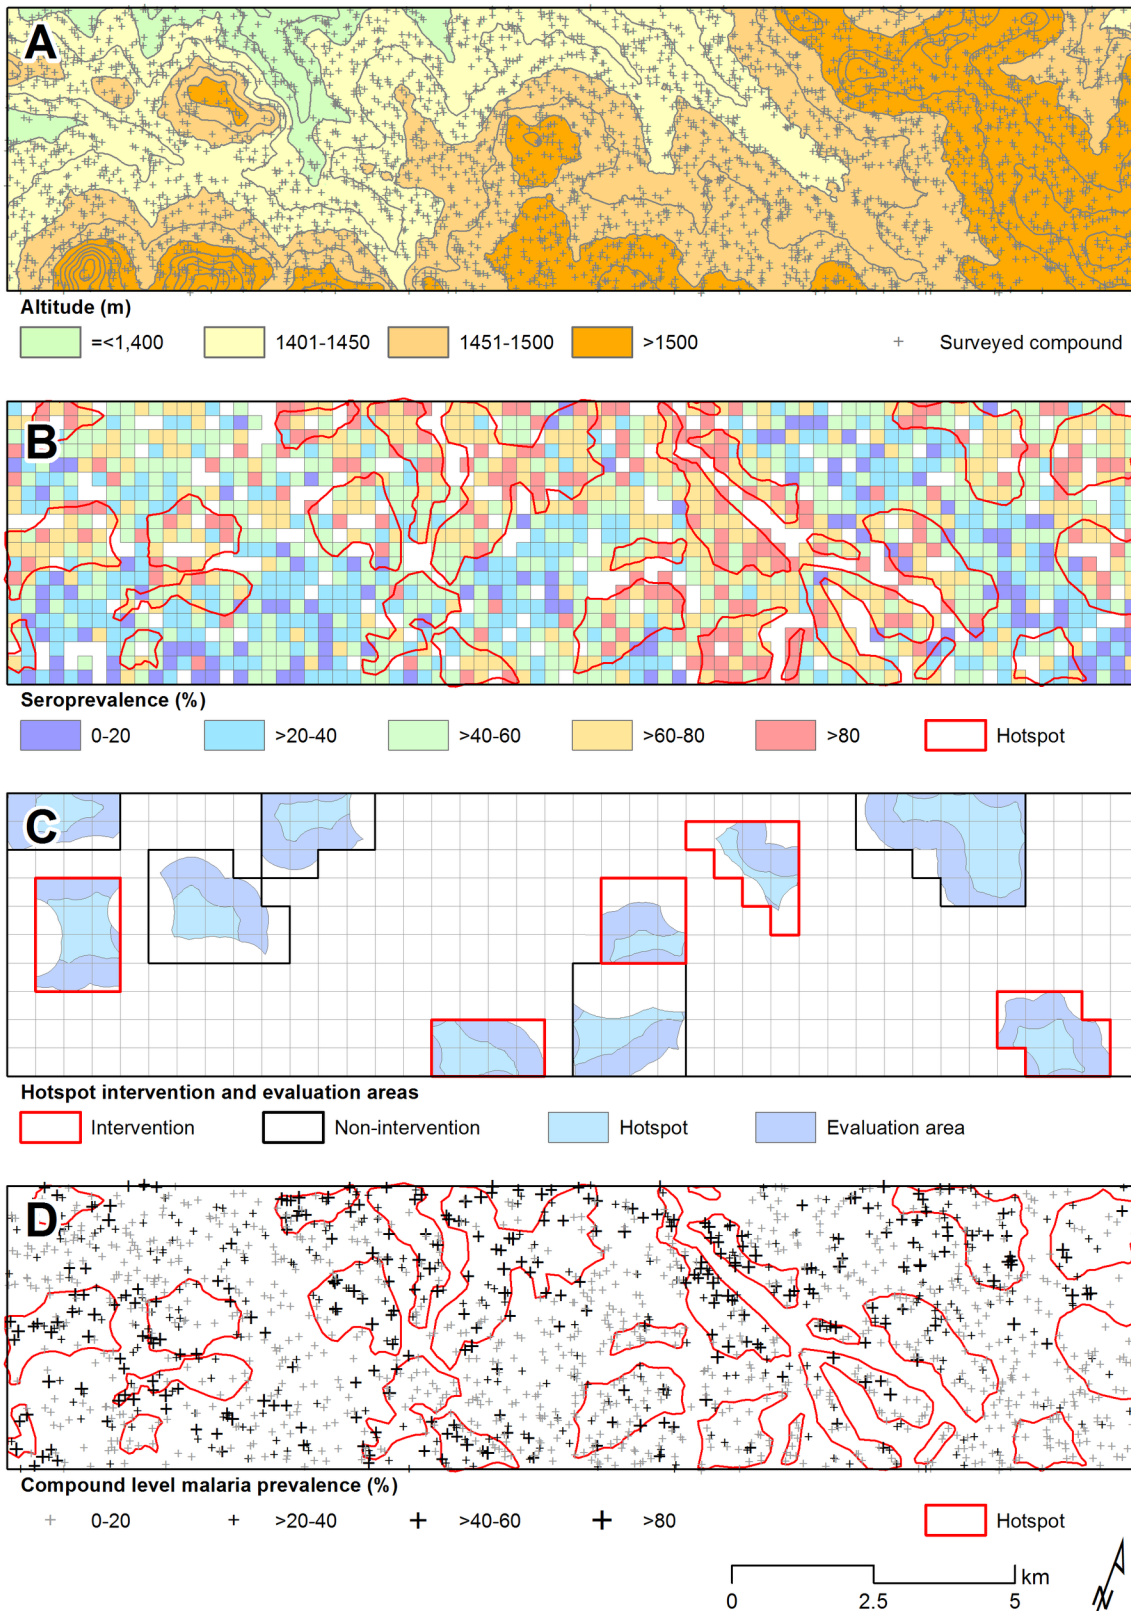 A
Altitude (m)
=<1,400 1401-1450 1451-1500 >1500 Surveyed compound
B
Seroprevalence (%)
0-20 >20-40 >40-60 >60-80 >80 Hotspot
C
Hotspot intervention and evaluation areas
Intervention Non-intervention Hotspot Evaluation area
D
Compound level malaria prevalence (%)
0-20 >20-40 >40-60 >80 Hotspot
km
0 2.5 5
N